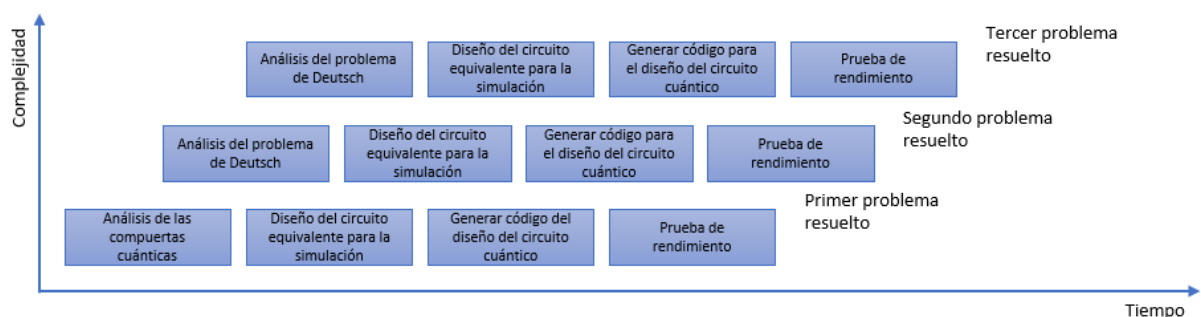 Complejidad
Análisis del problema
de Deutsch
Diseño del circuito
equivalente para la
simulación
Generar código para
el diseño del circuito
cuántico
Prueba de
rendimiento
Tercer problema
resuelto
Análisis del problema
de Deutsch
Diseño del circuito
equivalente para la
simulación
Generar código para
el diseño del circuito
cuántico
Prueba de
rendimiento
Segundo problema
resuelto
Análisis de las
compuertas
cuánticas
Diseño del circuito
equivalente para la
simulación
Generar código del
diseño del circuito
cuántico
Prueba de
rendimiento
Primer problema
resuelto
Tiempo